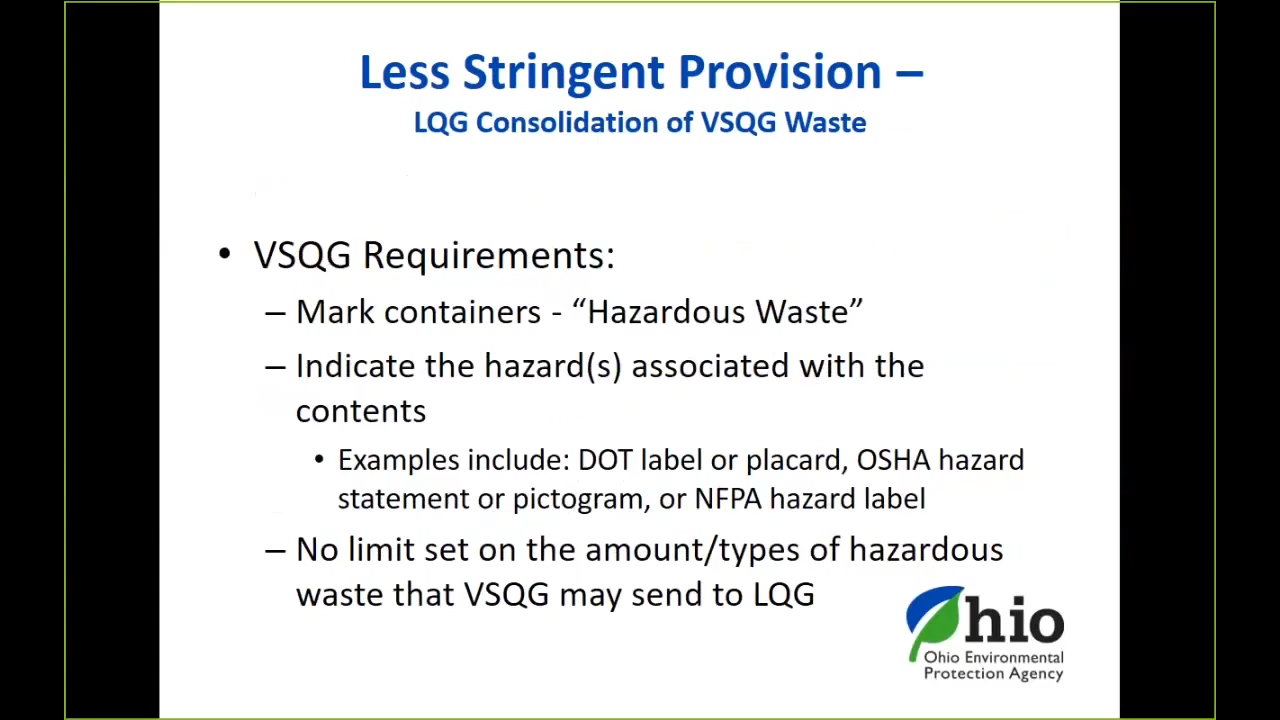 Less Stringent Provision –
LQG Consolidation of VSQG Waste
• VSQG Requirements:
– Mark containers - “Hazardous Waste”
– Indicate the hazard(s) associated with the
contents
• Examples include: DOT label or placard, OSHA hazard
statement or pictogram, or NFPA hazard label
– No limit set on the amount/types of hazardous
waste that VSQG may send to LQG
Ohio
Ohio Environmental
Protection Agency